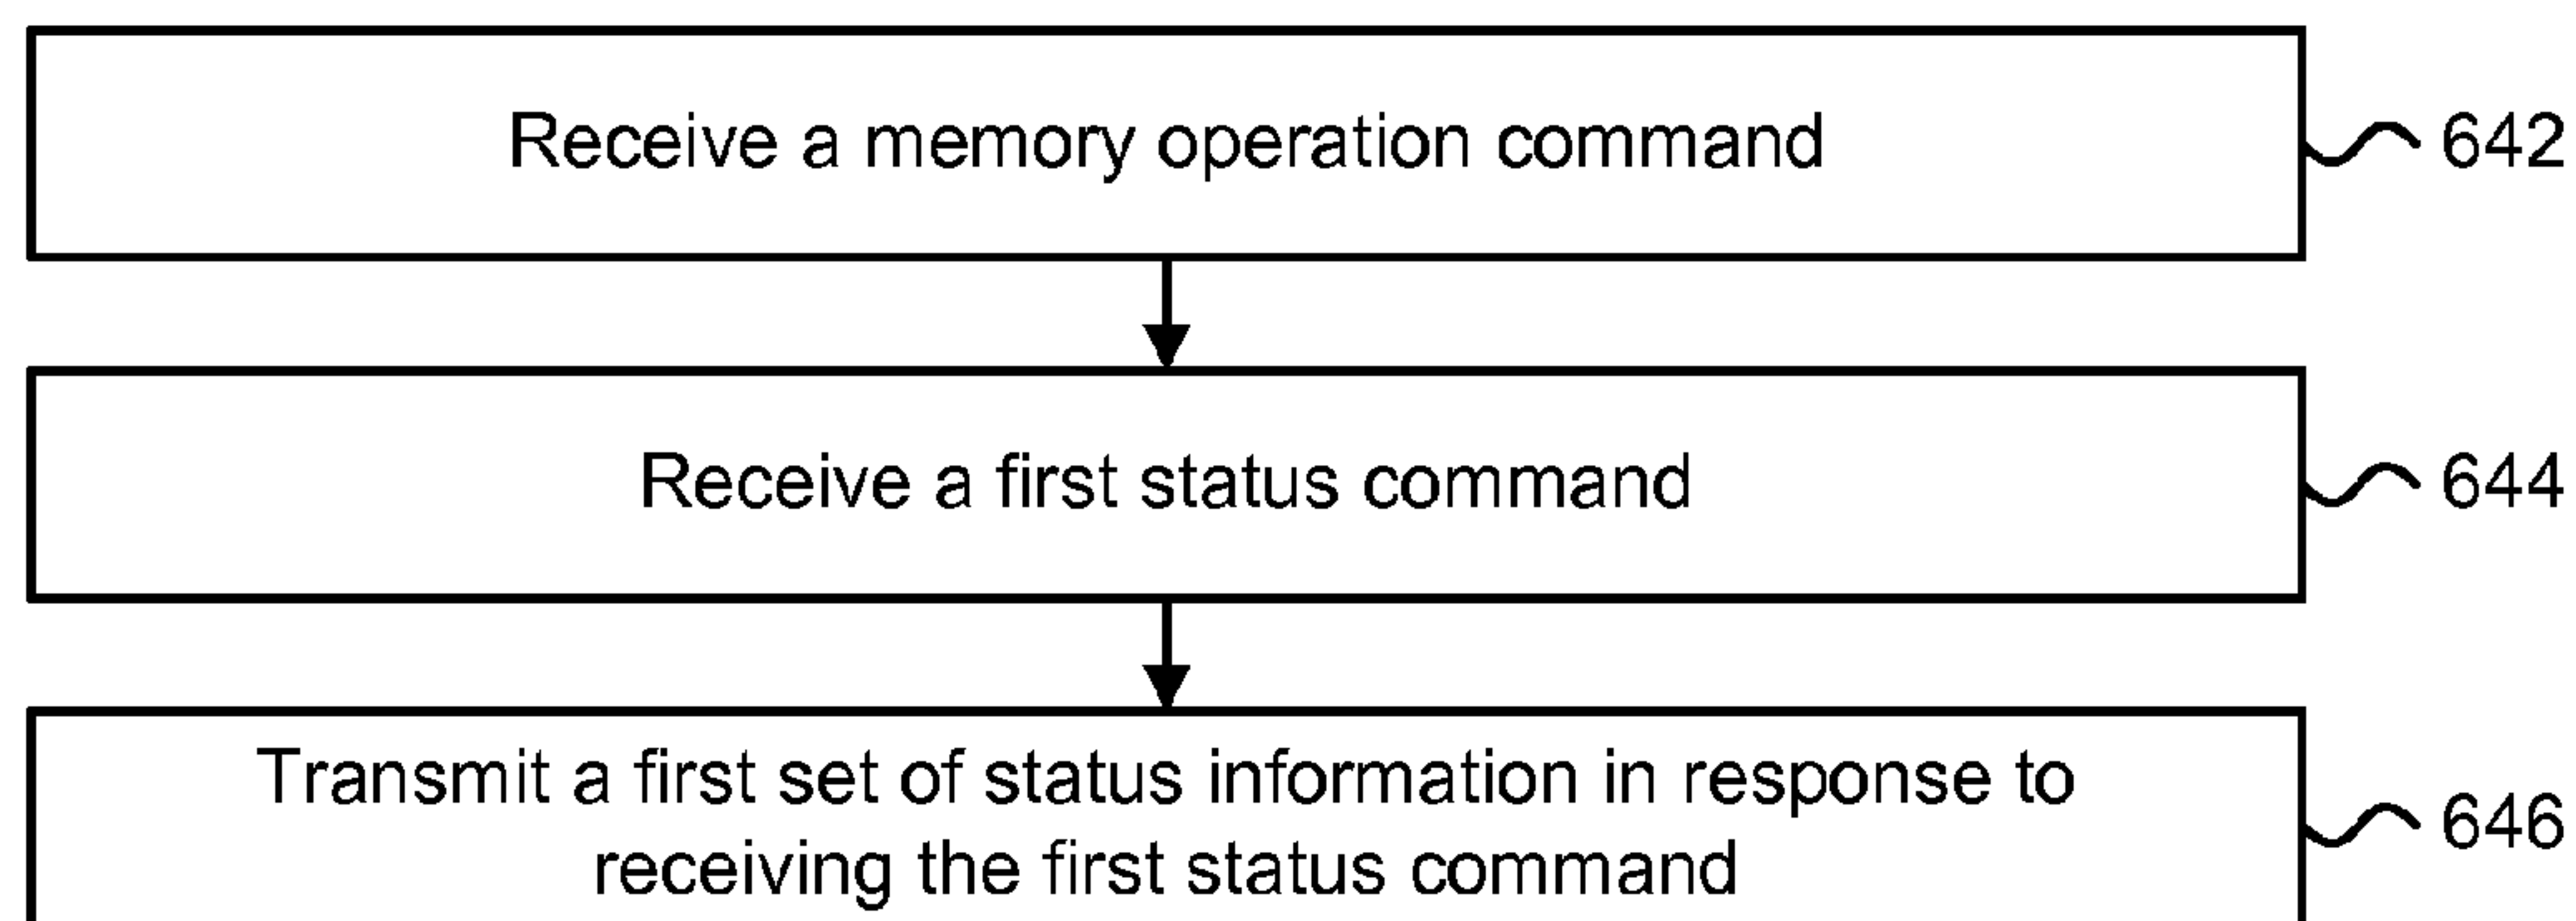 Receive a memory operation command
642
Receive a first status command
644
Transmit a first set of status information in response to
receiving the first status command
646